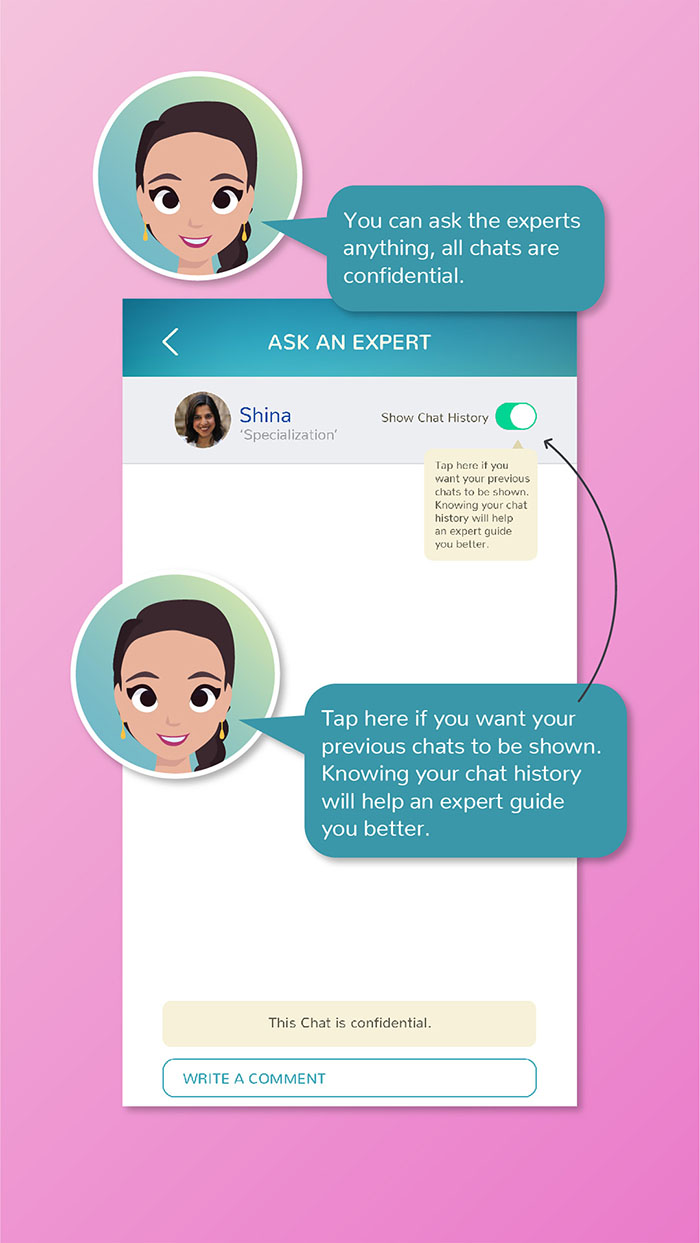 You can ask the experts
anything, all chats are
confidential.
ASK AN EXPERT
Shina
‘Specialization’
Show Chat History
Tap here if you
want your previous
chats to be shown.
Knowing your chat
history will help
an expert guide
you better.
Tap here if you want your
previous chats to be shown.
Knowing your chat history
will help an expert guide
you better.
This Chat is confidential.
WRITE A COMMENT